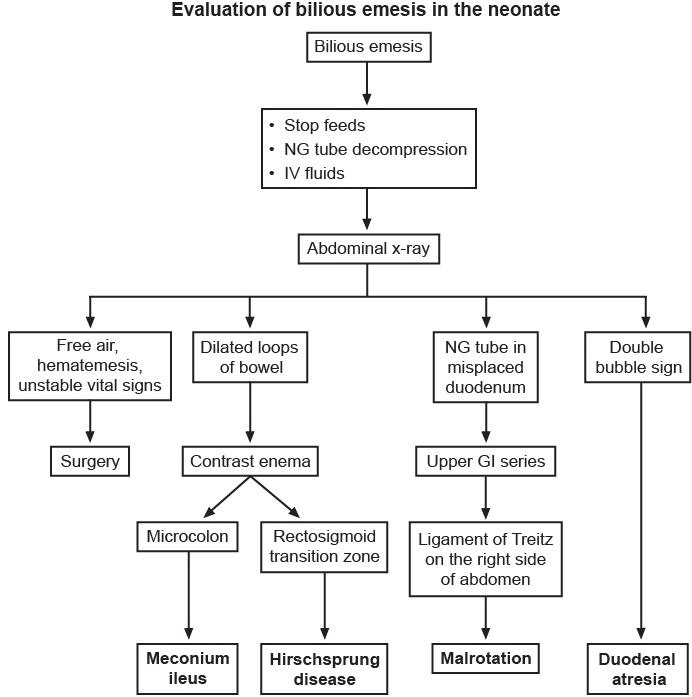 Evaluation of bilious emesis in the neonate
Bilious emesis
• Stop feeds
• NG tube decompression
• IV fluids
Abdominal x-ray
Free air,
hematemesis,
unstable vital signs
Dilated loops
of bowel
NG tube in
misplaced
duodenum
Double
bubble sign
Surgery
Contrast enema
Upper GI series
Microcolon
Rectosigmoid
transition zone
Ligament of Treitz
on the right side
of abdomen
Meconium
ileus
Hirschsprung
disease
Malrotation
Duodenal
atresia